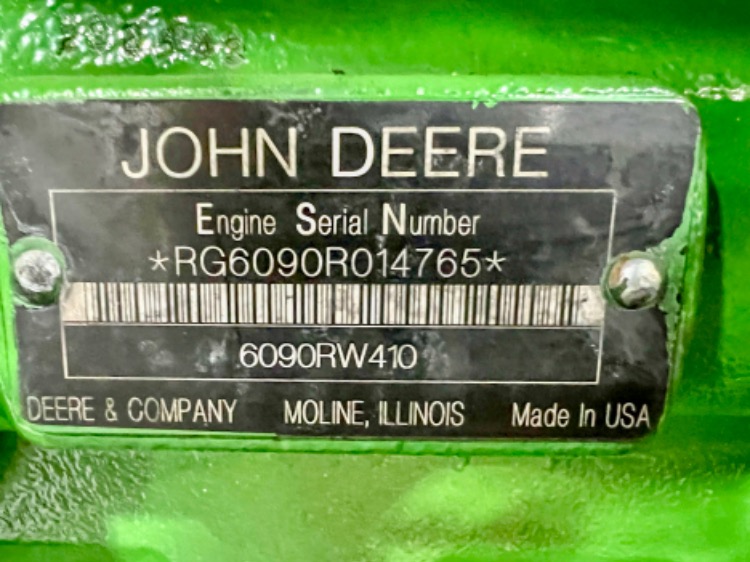 JOHN DEERE
Engine Serial Number
*RG6090R014765*
6090RW410
DEERE & COMPANY MOLINE, ILLINOIS Made In USA